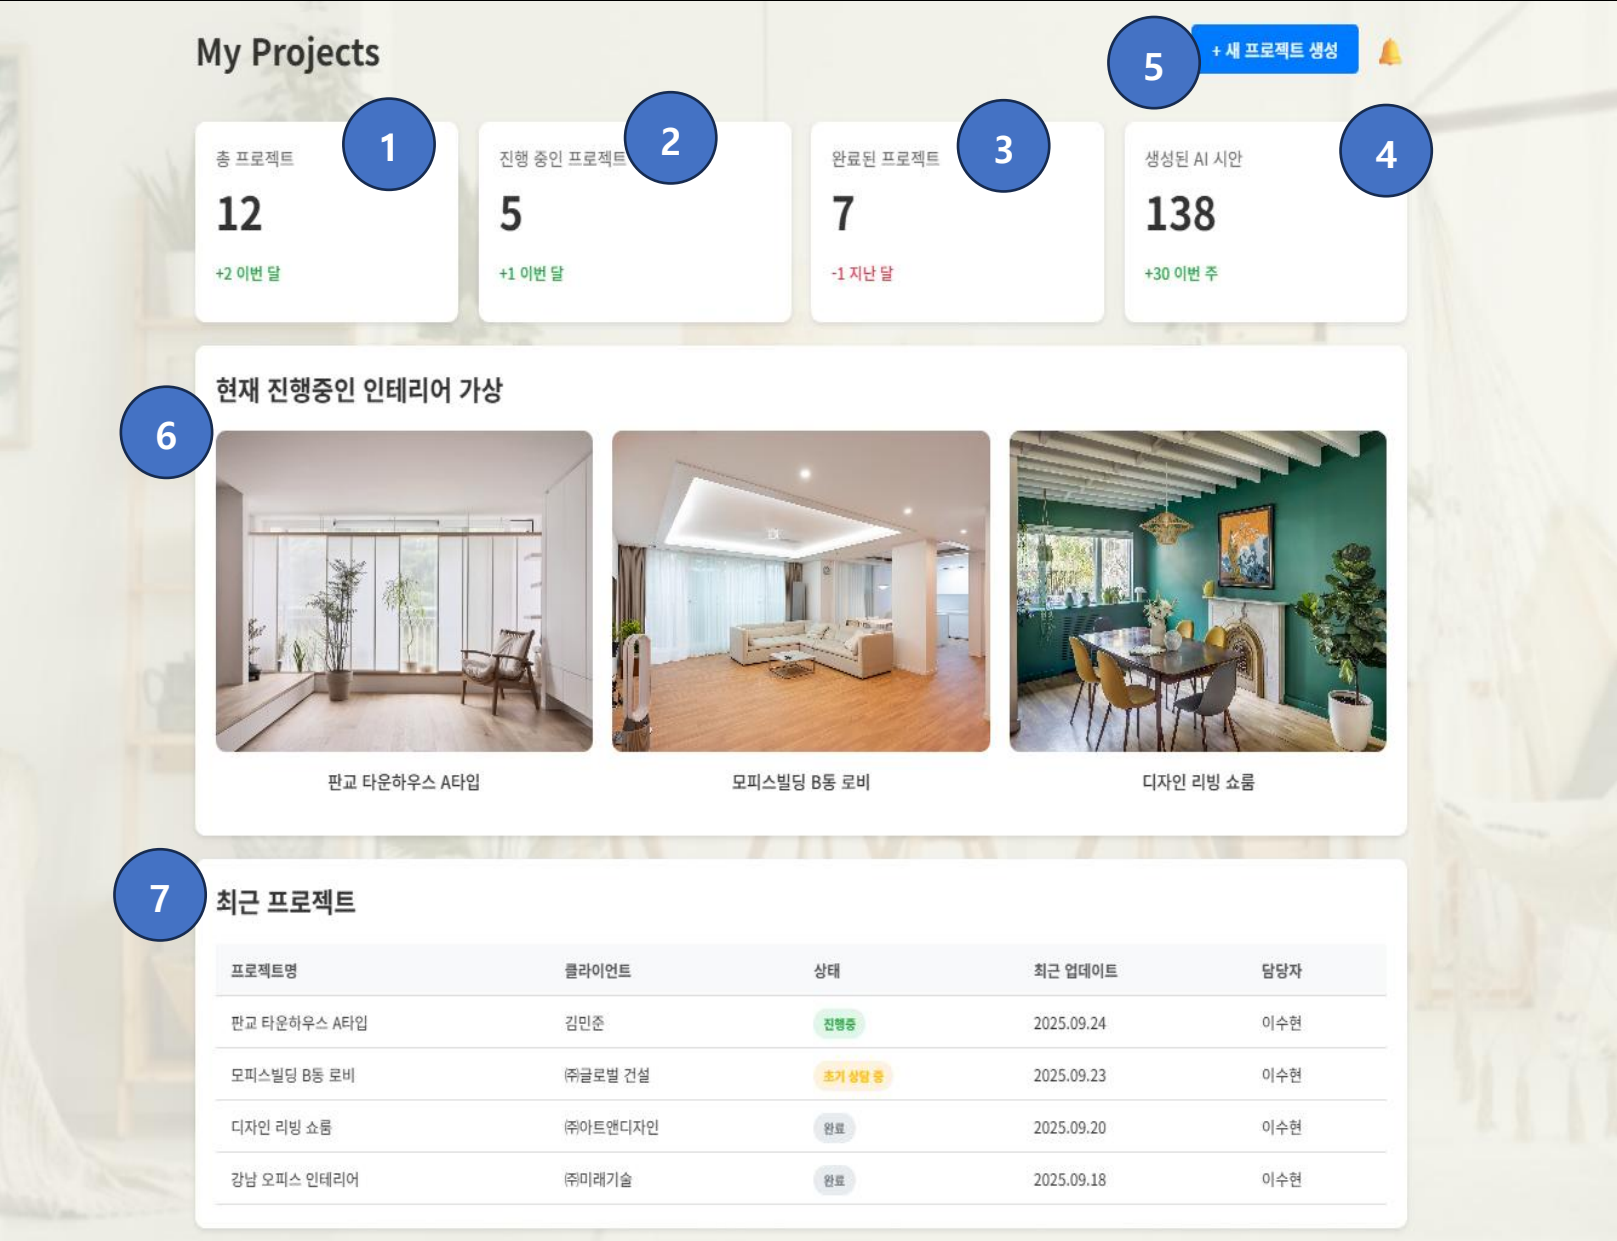 My Projects
5
+ 새 프로젝트 생성
1
2
3
4
총 프로젝트
12
+2 이번 달
진행 중인 프로젝트
5
+1 이번 달
완료된 프로젝트
7
-1 지난 달
생성된 AI 시안
138
+30 이번 주
6
현재 진행중인 인테리어 가상
판교 타운하우스 A타입
모피스빌딩 B동 로비
디자인 리빙 쇼룸
7
최근 프로젝트
프로젝트명 클라이언트 상태 최근 업데이트 담당자
판교 타운하우스 A타입 김민준 진행중 2025.09.24 이수현
모피스빌딩 B동 로비 ㈜글로벌 건설 초기 상담 중 2025.09.23 이수현
디자인 리빙 쇼룸 ㈜아트앤디자인 완료 2025.09.20 이수현
강남 오피스 인테리어 ㈜미래기술 완료 2025.09.18 이수현